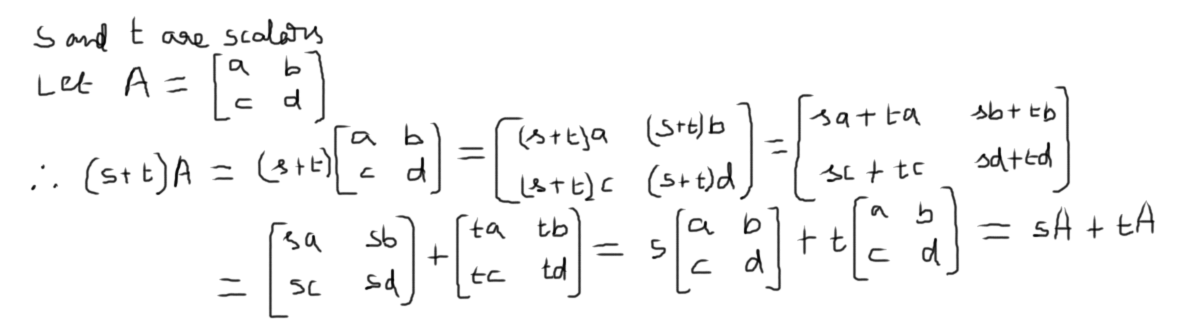 s and t are scalars
Let A = [a b; c d]
∴ (s+t)A = (s+t)[a b; c d] = [(s+t)a (s+t)b; (s+t)c (s+t)d] = [sa+ta sb+tb; sc+tc sd+td]
= [sa sb; sc sd] + [ta tb; tc td] = s[a b; c d] + t[a b; c d] = sA + tA